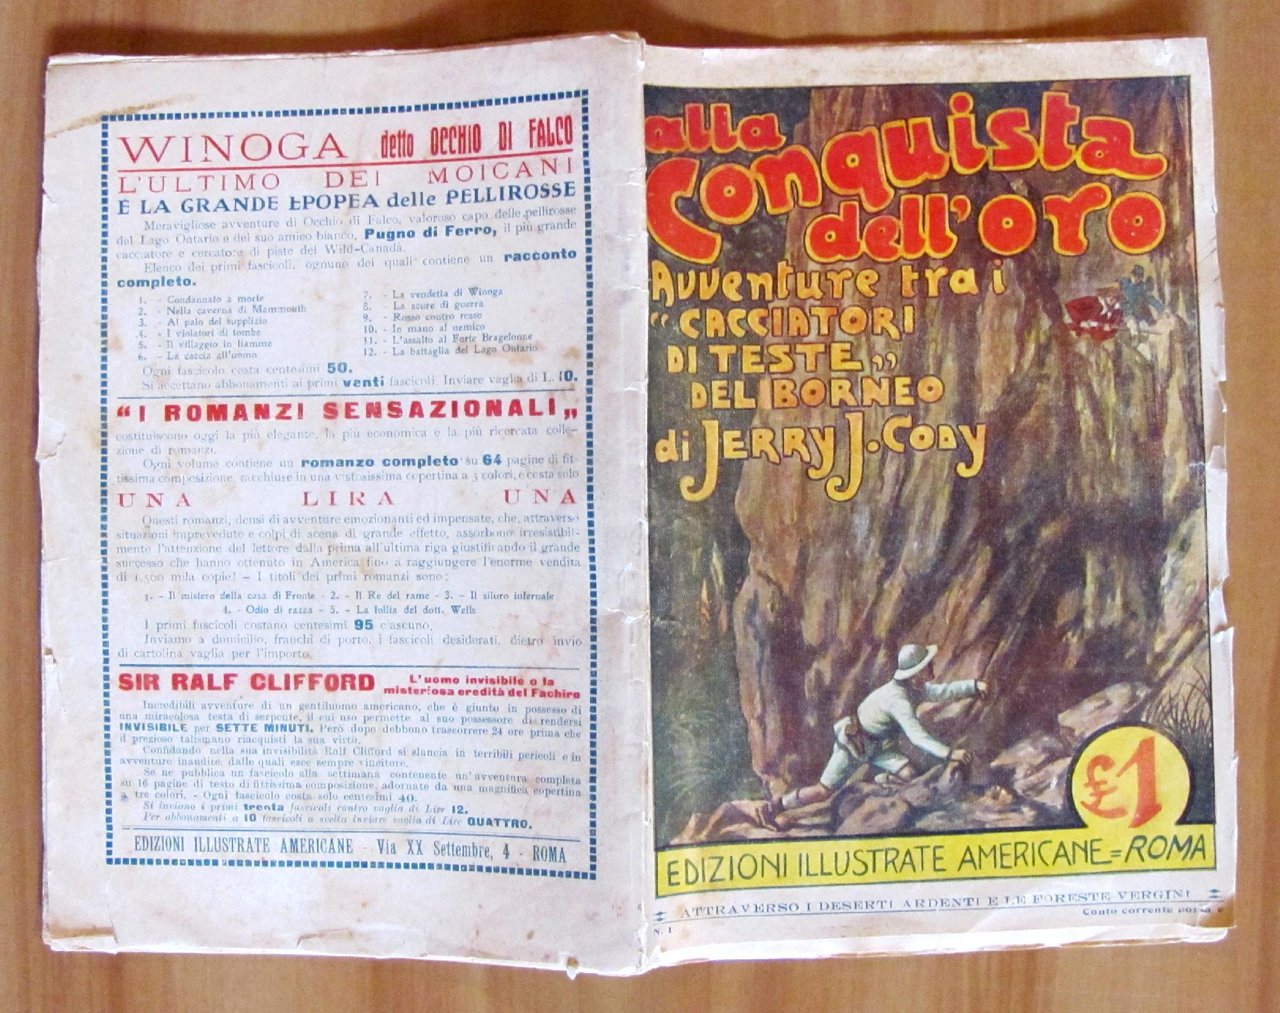 WINOGA detto OCCHIO DI FALCO
L'ULTIMO DEI MOICANI
E LA GRANDE EPOPEA delle PELLIROSSE
Meravigliose avventure di Occhio di Falco, valoroso capo delle pellirosse
del Lago Ontario e del suo amico bianco, Pugno di Ferro, il più grande
cacciatore e cercatore di piste del Wild-Canadà.
Elenco dei primi fascicoli, ognuno dei quali contiene un racconto
completo.
1. - Condannato a morte
2. - Nella caverna di Mammouth
3. - Al palo del supplizio
4. - I violatori di tombe
5. - Il villaggio in fiamme
6. - La caccia all'uomo
7. - La vendetta di Winoga
8. - La scure di guerra
9. - Rosso contro rosso
10. - In mano al nemico
11. - L'assalto al Forte Bragelonse
12. - La battaglia del Lago Ontario
Ogni fascicolo costa centesimi 50.
Si accettano abbonamenti ai primi venti fascicoli. Inviare vaglia di L. 10.
"I ROMANZI SENSAZIONALI„
costituiscono oggi la più elegante, la più economica e la più ricercata colle-
zione di romanzi.
Ogni volume contiene un romanzo completo su 64 pagine di fit-
tissima composizione, racchiuse in una vistosissima copertina a 3 colori, e costa solo
UNA LIRA UNA
Questi romanzi, densi di avventure emozionanti ed impensate, che, attraverso
situazioni imprevedute e colpi di scena di grande effetto, assorbono irresistibil-
mente l'attenzione del lettore dalla prima all'ultima riga giustificando il grande
successo che hanno ottenuto in America fino a raggiungere l'enorme vendita
di 1.500 mila copie! - I titoli dei primi romanzi sono:
1. - Il mistero della casa di Fronte - 2. - Il Re del rame - 3. - Il siluro infernale
4. - Odio di razza - 5. - La follia del dott. Wells
I primi fascicoli costano centesimi 95 ciascuno,
Inviamo a domicilio, franchi di porto, i fascicoli desiderati, dietro invio
di cartolina vaglia per l'importo.
SIR RALF CLIFFORD L'uomo invisibile o la
misteriosa eredità del Fachiro
Incredibili avventure di un gentiluomo americano, che è giunto in possesso di
una miracolosa testa di serpente, il cui uso permette al suo possessore di rendersi
INVISIBILE per SETTE MINUTI. Però dopo debbono trascorrere 24 ore prima che
il prezioso talismano riacquisti la sua virtù.
Confidando nella sua invisibilità Ralf Clifford si slancia in terribili pericoli e in
avventure inaudite, dalle quali esce sempre vincitore.
Se ne pubblica un fascicolo alla settimana contenente un'avventura completa
su 16 pagine di testo di fittissima composizione, adornate da una magnifica copertina
a tre colori. - Ogni fascicolo costa solo centesimi 40.
Si inviano i primi trenta fascicoli contro vaglia di Lire 12.
Per abbonamenti a 10 fascicoli a scelta inviare vaglia di Lire QUATTRO.
EDIZIONI ILLUSTRATE AMERICANE - Via XX Settembre, 4 - ROMA
alla
Conquista
dell'oro
Avventure tra i
"CACCIATORI
DI TESTE„
DEL BORNEO
di JERRY J. CODY
£1
EDIZIONI ILLUSTRATE AMERICANE = ROMA
ATTRAVERSO I DESERTI ARDENTI E LE FORESTE VERGINI
Conto corrente
N. 1